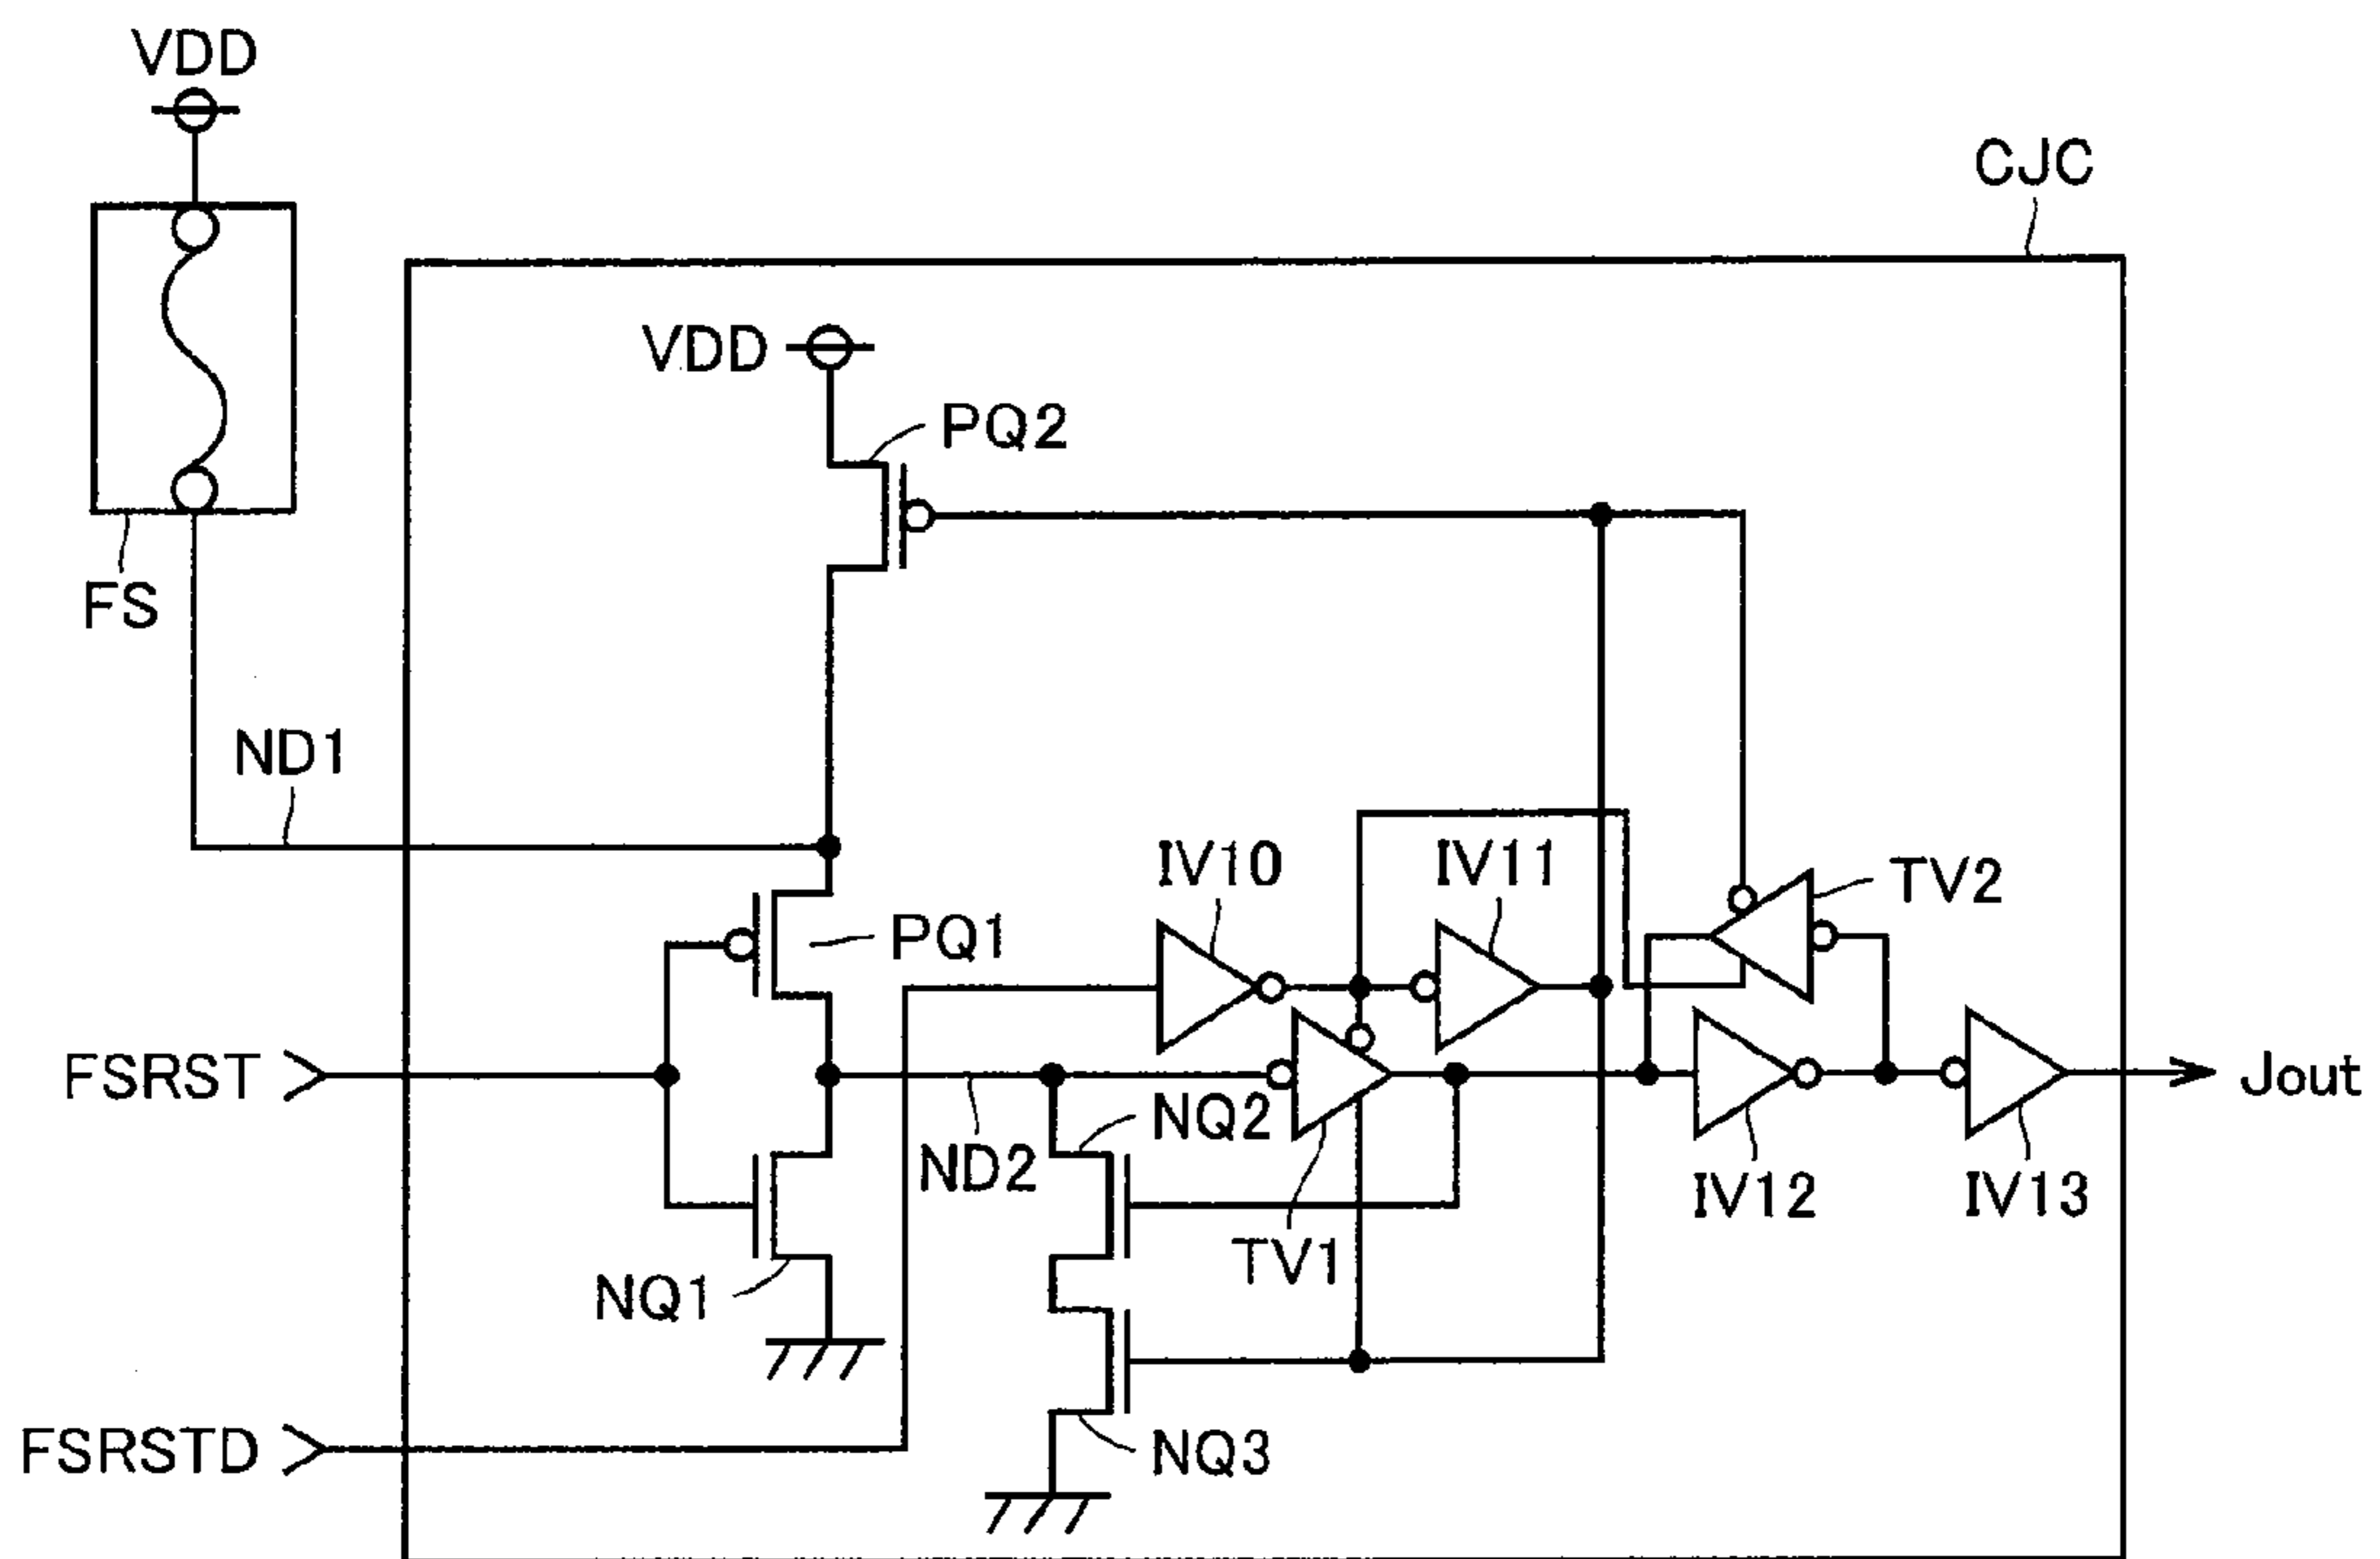 VDD
CJC
VDD
PQ2
FS
ND1
IV10
IV11
TV2
PQ1
FSRST
NQ2
Jout
ND2
IV12
IV13
TV1
NQ1
FSRSTD
NQ3